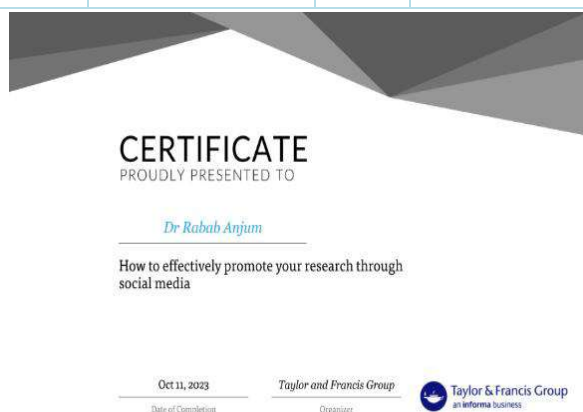 CERTIFICATE
PROUDLY PRESENTED TO
Dr Rabab Anjum
How to effectively promote your research through
social media
Oct 11, 2023
Taylor and Francis Group
Date of Completion
Organizer
Taylor & Francis Group
an informa business